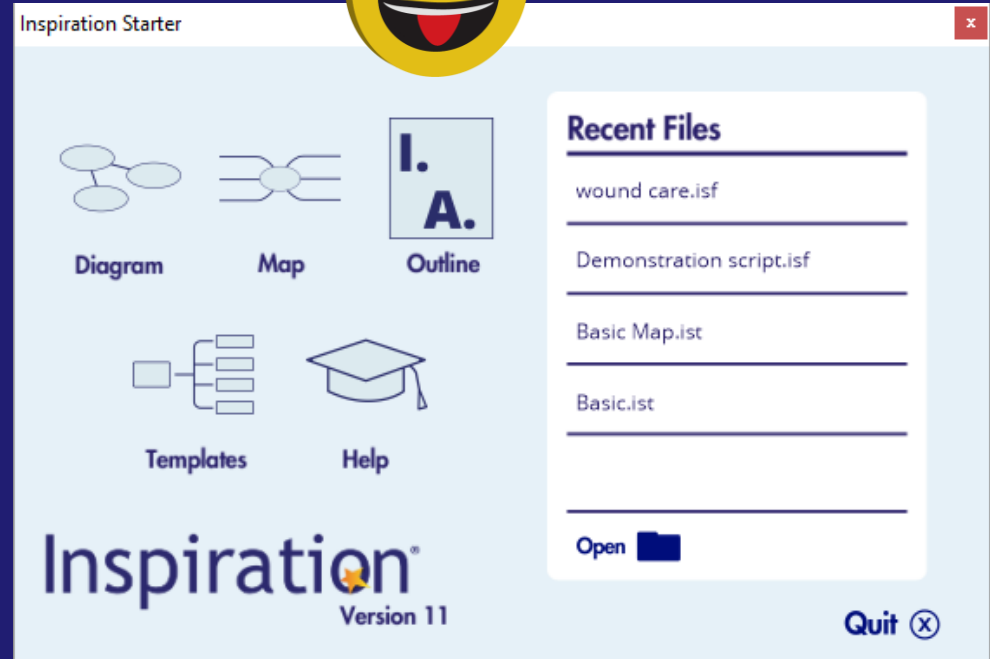 Inspiration Starter
x
I.
A.
Diagram
Map
Outline
Templates
Help
Inspiration®
Version 11
Recent Files
wound care.isf
Demonstration script.isf
Basic Map.ist
Basic.ist
Open
Quit